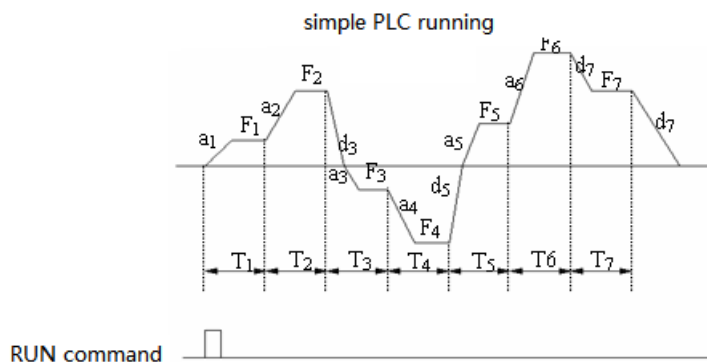 simple PLC running
F6
a6
d7
F2
F7
a2
F5
F1
a5
d7
a1
d3
a3
F3
d5
a4
F4
T1
T2
T3
T4
T5
T6
T7
RUN command